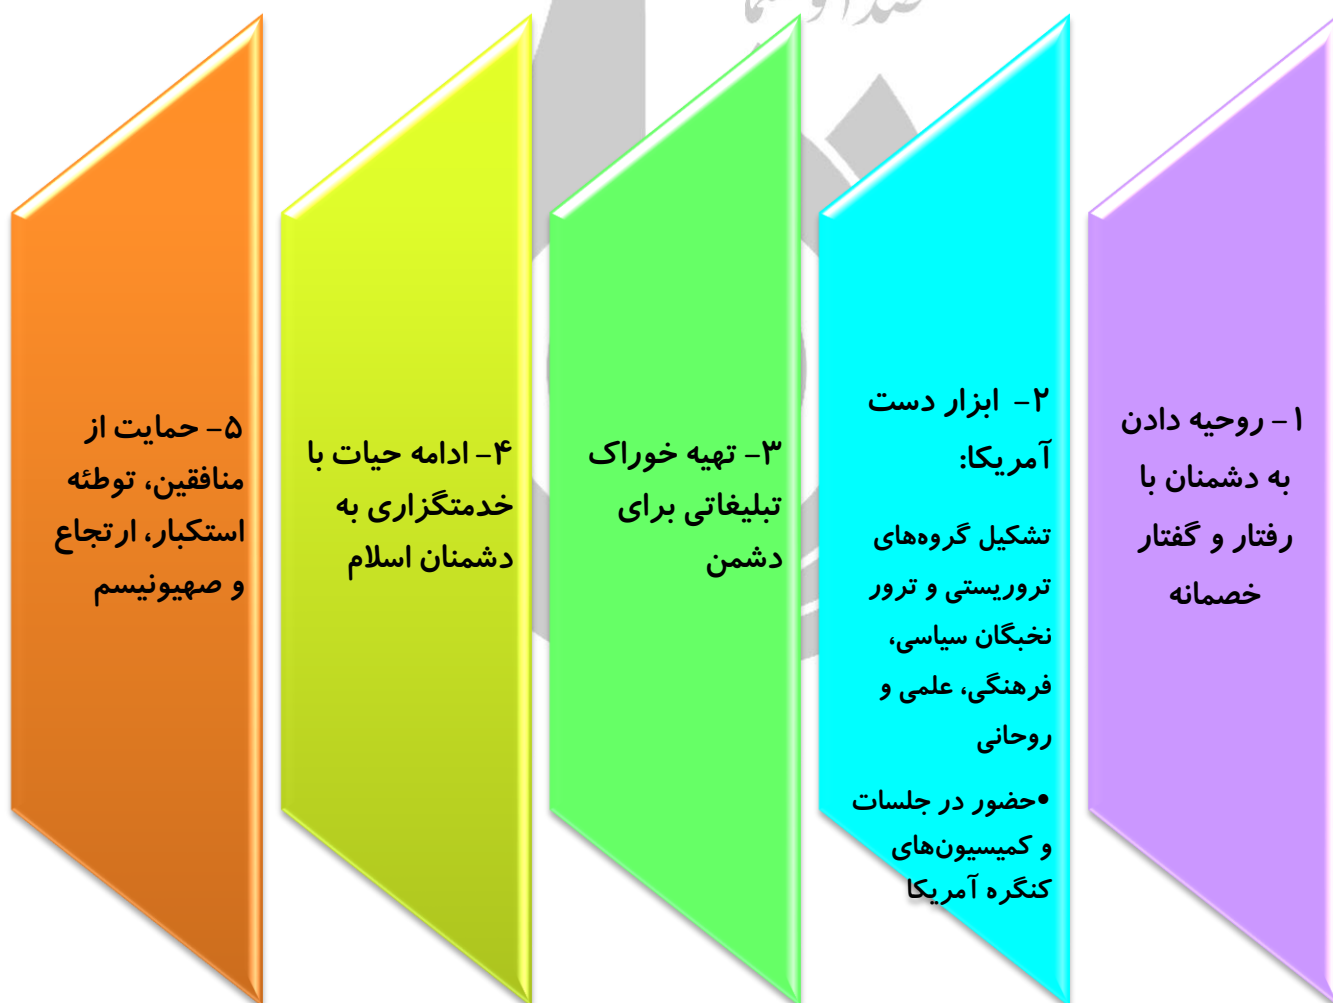 ۱- روحیه دادن
به دشمنان با
رفتار و گفتار
خصمانه
۲- ابزار دست
آمریکا:
تشکیل گروه‌های
تروریستی و ترور
نخبگان سیاسی،
فرهنگی، علمی و
روحانی
•حضور در جلسات
و کمیسیون‌های
کنگره آمریکا
۳- تهیه خوراک
تبلیغاتی برای
دشمن
۴- ادامه حیات با
خدمتگزاری به
دشمنان اسلام
۵- حمایت از
منافقین، توطئه
استکبار، ارتجاع
و صهیونیسم